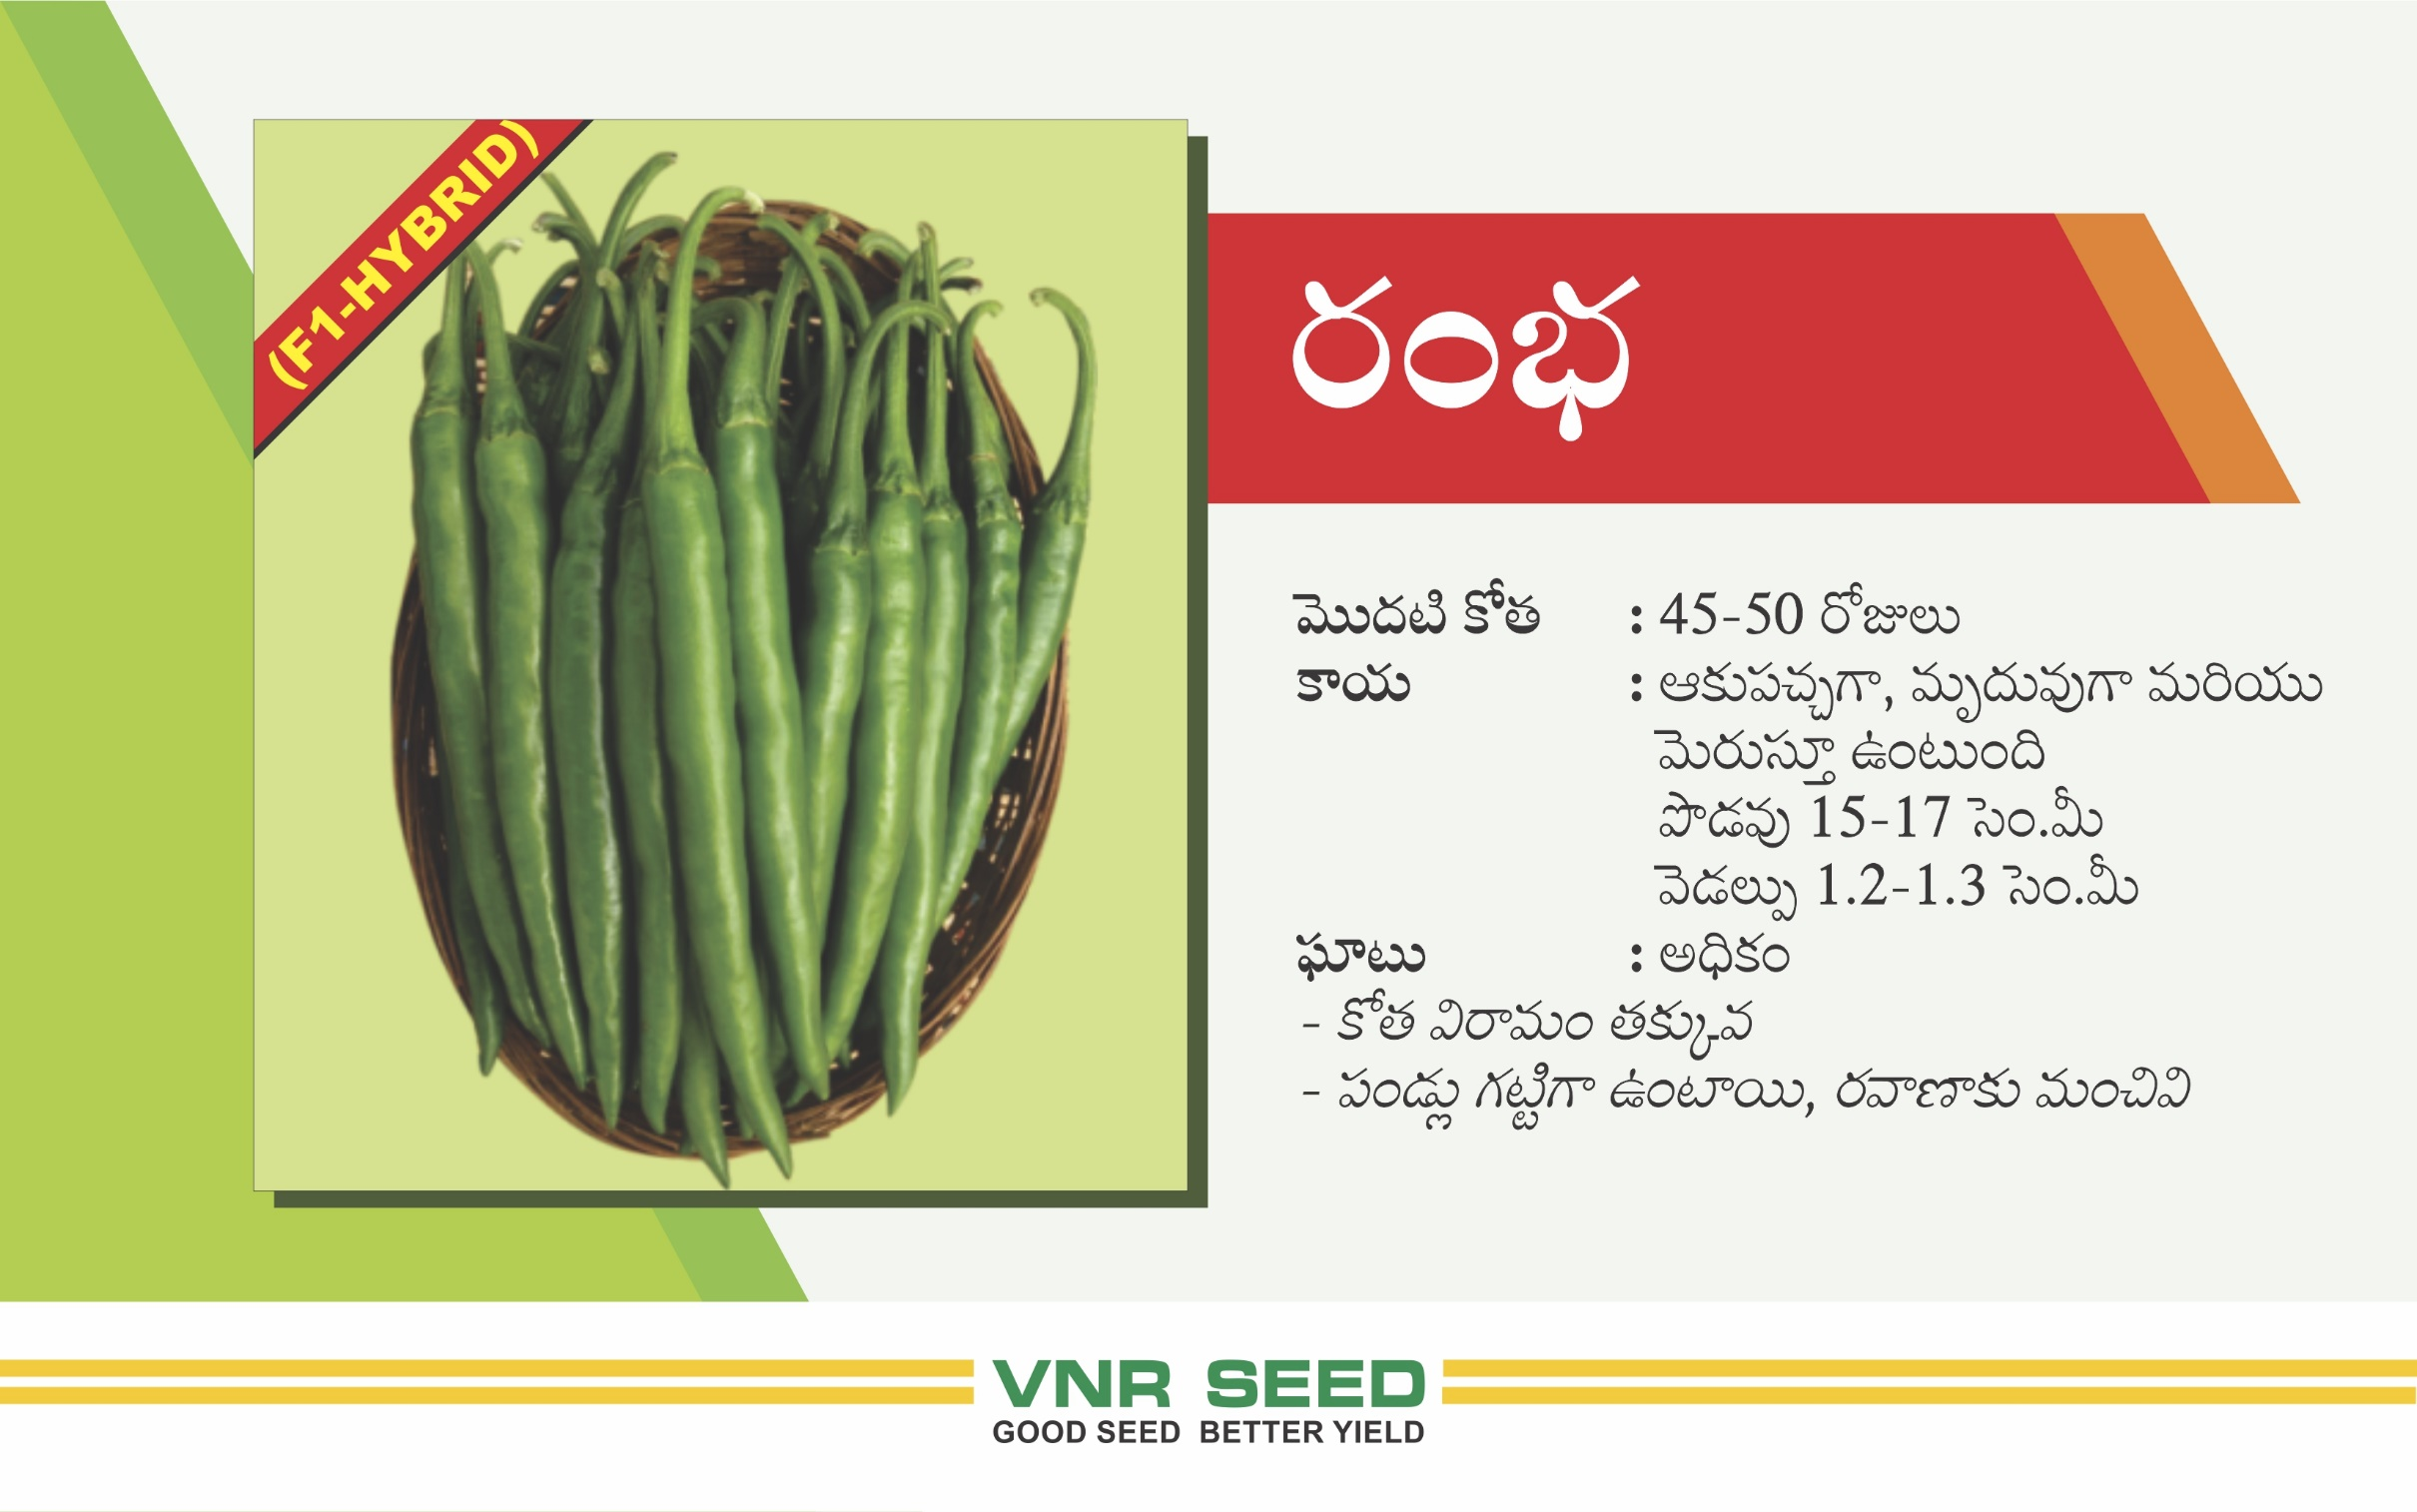 (F1-HYBRID)
రంభ
మొదటి కోత : 45-50 రోజులు
కాయ : ఆకుపచ్చగా, మృదువుగా మరియు
మెరుస్తూ ఉంటుంది
పొడవు 15-17 సెం.మీ
వెడల్పు 1.2-1.3 సెం.మీ
ఘాటు : అధికం
- కోత విరామం తక్కువ
- పండ్లు గట్టిగా ఉంటాయి, రవాణాకు మంచివి
VNR SEED
GOOD SEED BETTER YIELD